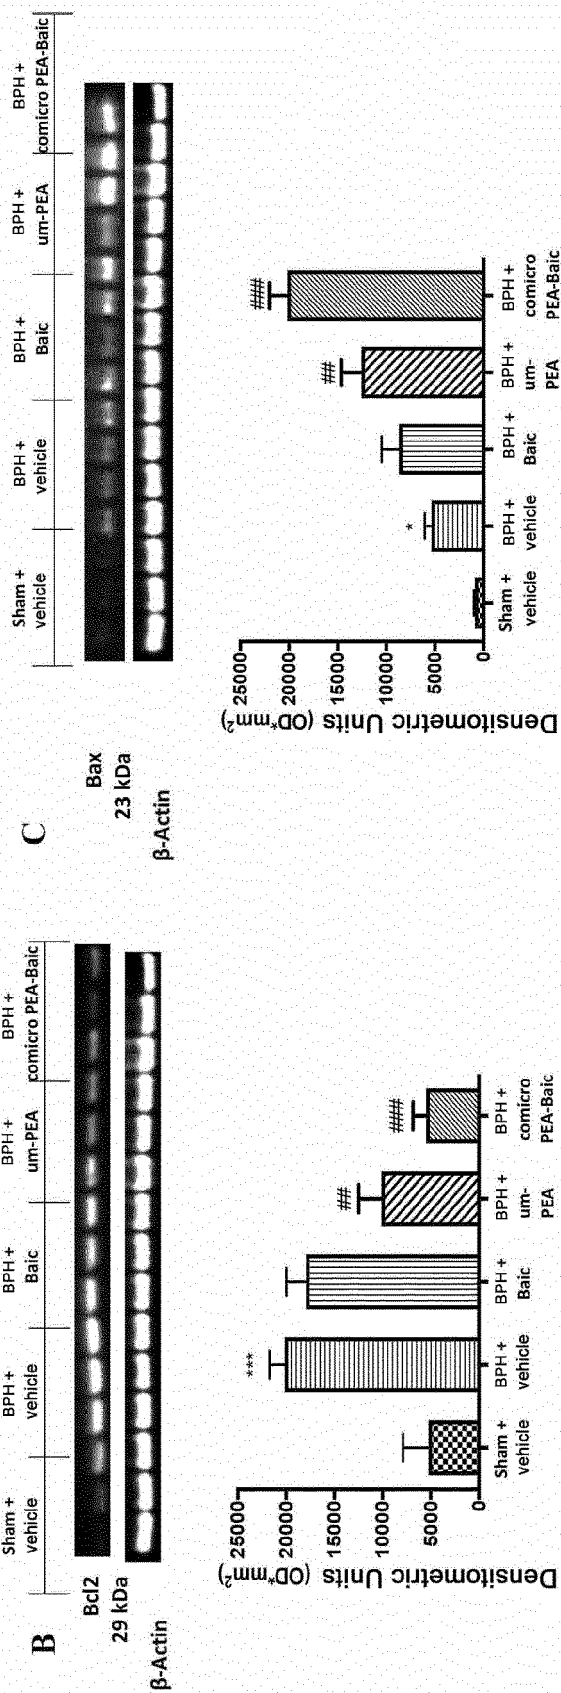 B
Sham +
vehicle
BPH +
vehicle
BPH +
Baic
BPH +
um-PEA
BPH +
comicro PEA-Baic
Bcl2
29 kDa
β-Actin
Densitometric Units (OD*mm²)
25000
20000
15000
10000
5000
0
***
##
####
Sham +
vehicle
BPH +
vehicle
BPH +
Baic
BPH +
um-
PEA
BPH +
comicro
PEA-Baic
C
Sham +
vehicle
BPH +
vehicle
BPH +
Baic
BPH +
um-PEA
BPH +
comicro PEA-Baic
Bax
23 kDa
β-Actin
Densitometric Units (OD*mm²)
25000
20000
15000
10000
5000
0
*
##
####
Sham +
vehicle
BPH +
vehicle
BPH +
Baic
BPH +
um-
PEA
BPH +
comicro
PEA-Baic